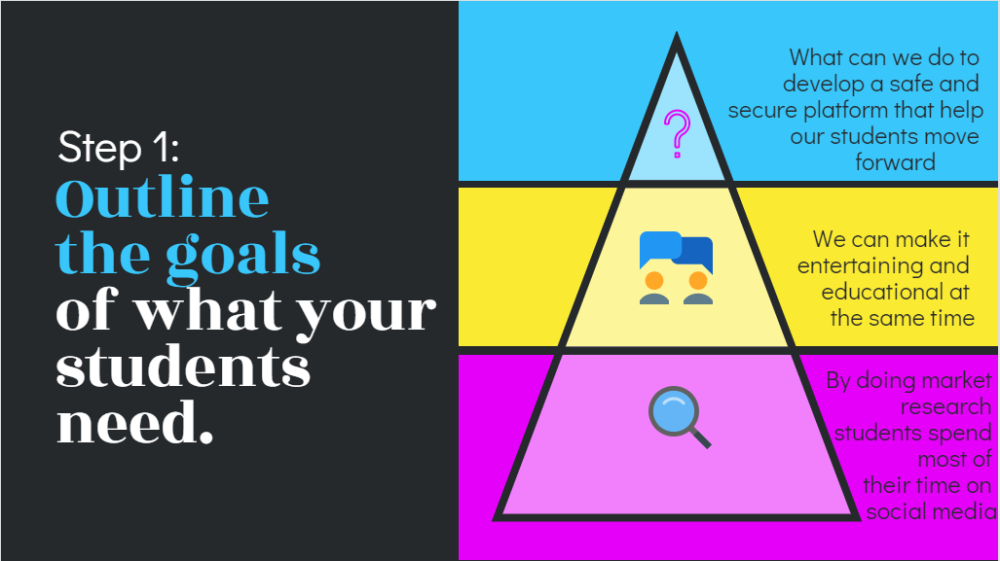 Step 1:
Outline
the goals
of what your
students
need.
?
What can we do to
develop a safe and
secure platform that help
our students move
forward
We can make it
entertaining and
educational at
the same time
By doing market
research
students spend
most of
their time on
social media